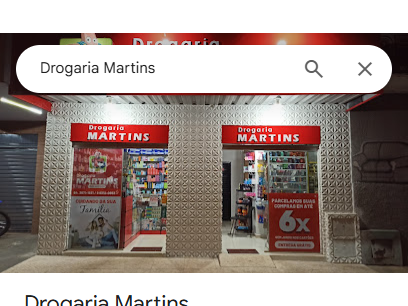 Drogaria
Drogaria Martins
Drogaria
MARTINS
Drogaria
MARTINS
MARTINS
CUIDANDO DA SUA
Família
PARCELAMOS SUAS
COMPRAS EM ATÉ
6x
Drogaria Martins